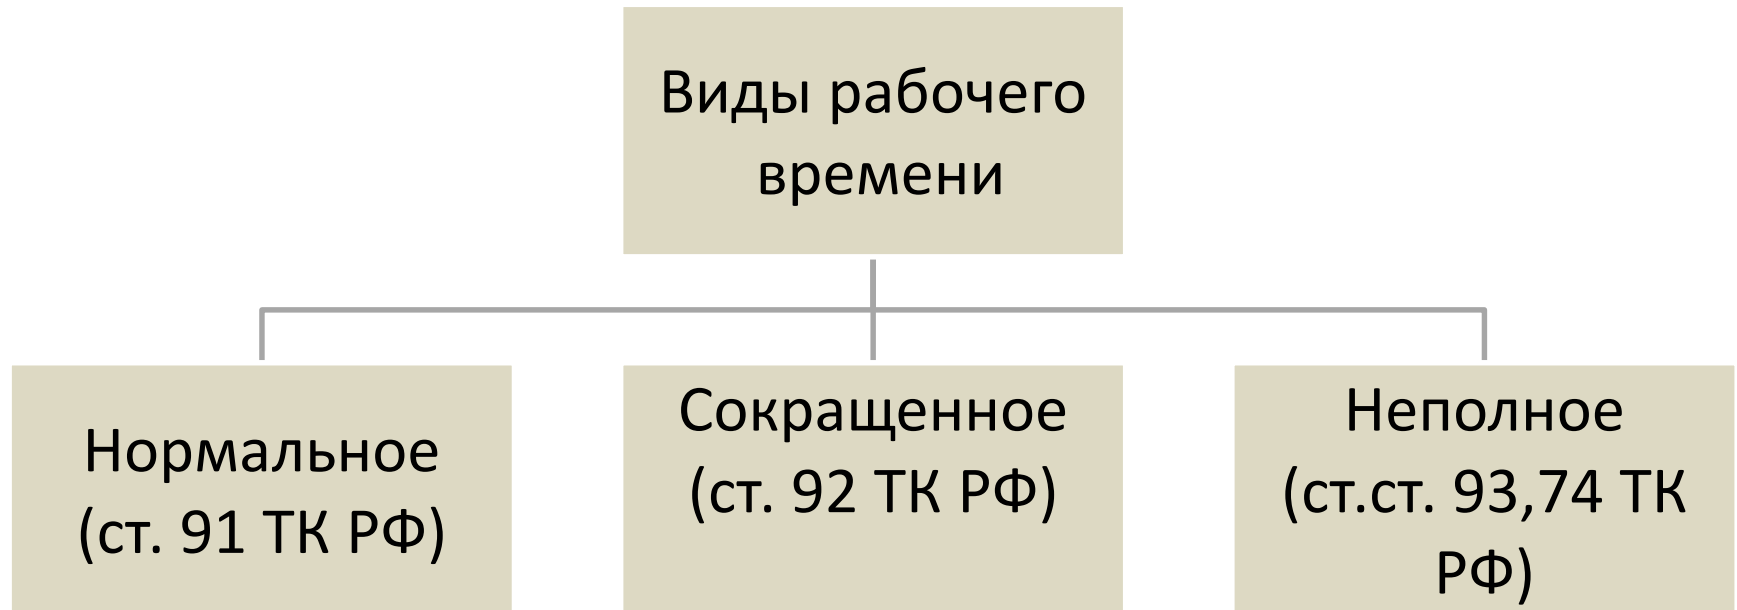 Виды рабочего
времени
Нормальное
(ст. 91 ТК РФ)
Сокращенное
(ст. 92 ТК РФ)
Неполное
(ст.ст. 93,74 ТК
РФ)